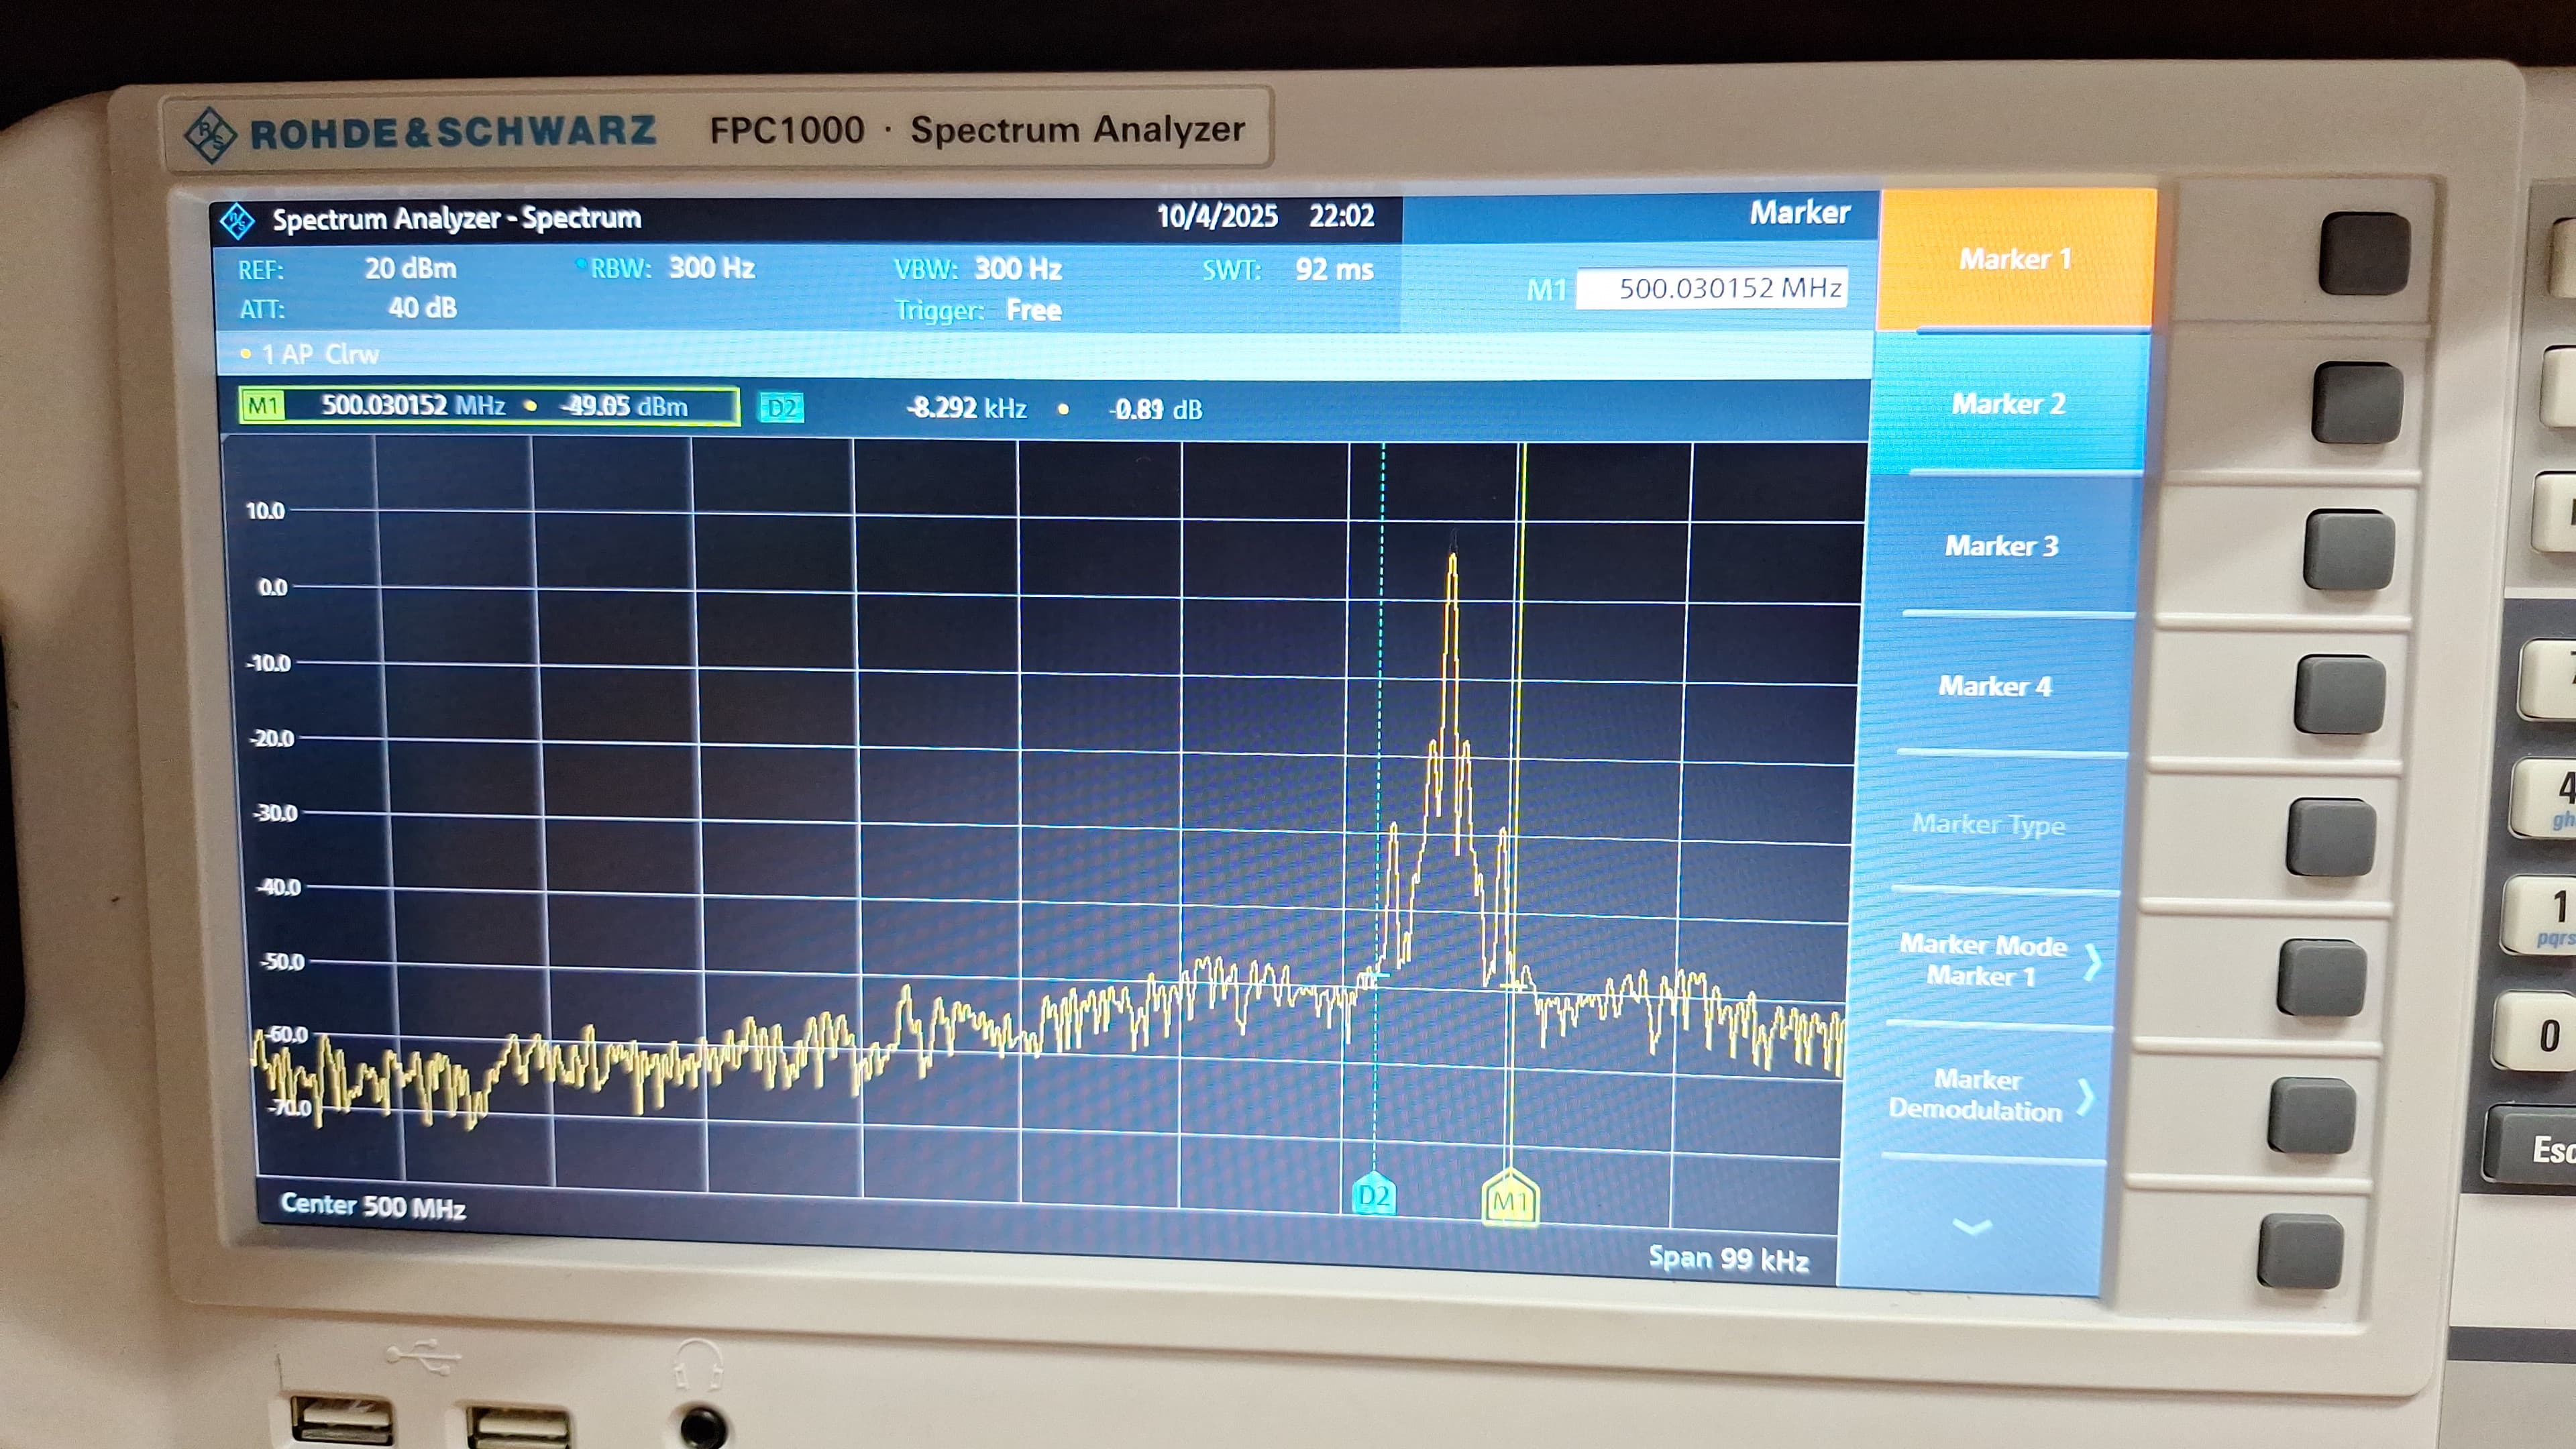 ROHDE&SCHWARZ FPC1000 · Spectrum Analyzer
Spectrum Analyzer - Spectrum 10/4/2025 22:02 Marker
REF: 20 dBm RBW: 300 Hz VBW: 300 Hz SWT: 92 ms
M1 500.030152 MHz
ATT: 40 dB Trigger: Free
1 AP Clrw
M1 500.030152 MHz dBm D2 -8.292 kHz dB
10.0
0.0
-10.0
-20.0
-30.0
-40.0
-50.0
-60.0
-70.0
D2 M1
Center 500 MHz
Span 99 kHz
Marker 1
Marker 2
Marker 3
Marker 4
Marker Type
Marker Mode
Marker 1
Marker
Demodulation
7
4
gh
1
pqrs
0
Esc